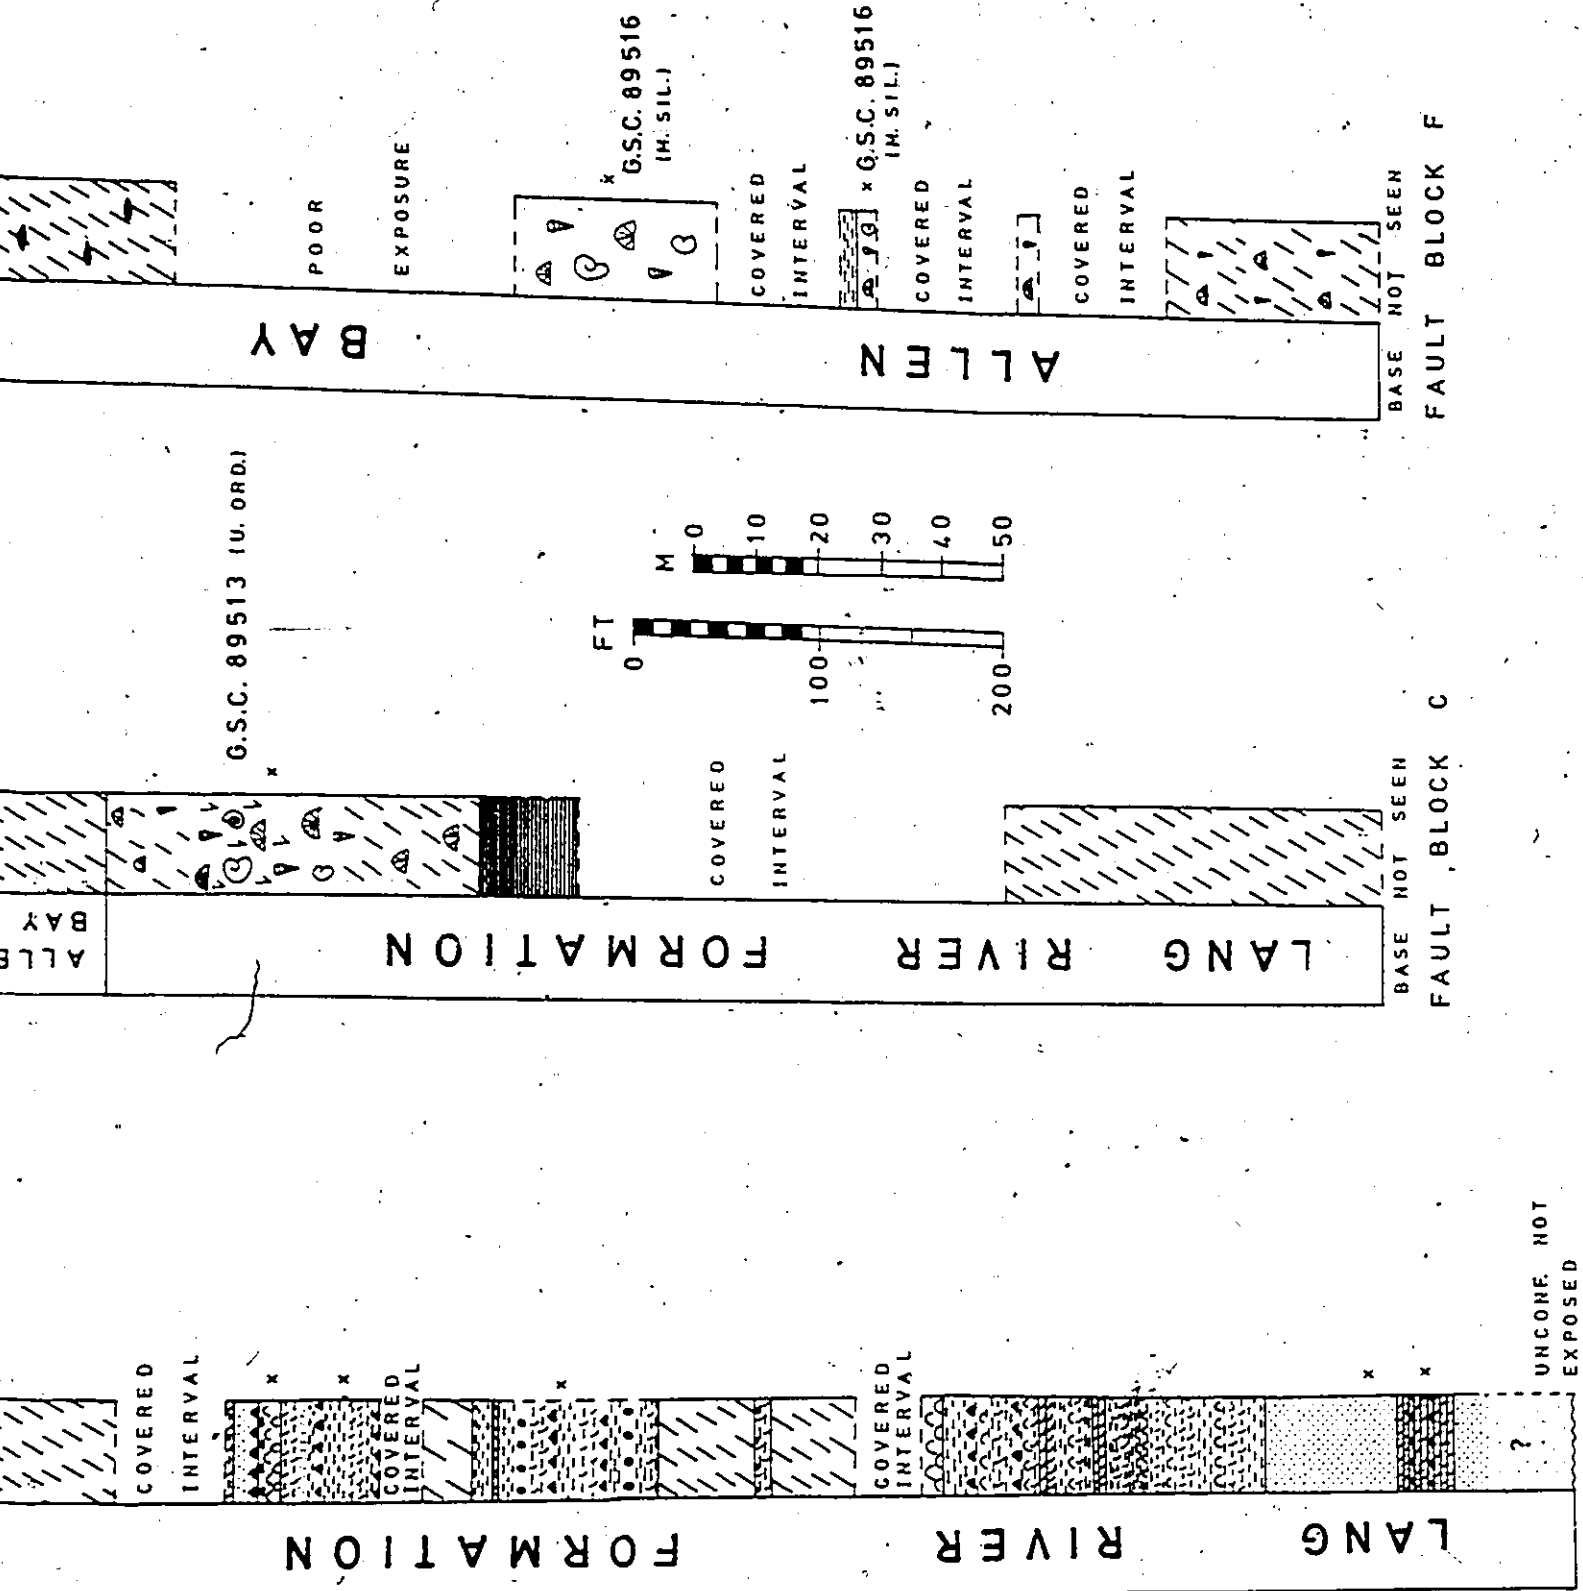 POOR
EXPOSURE
x
G.S.C. 89516
(M. SIL.)
COVERED
INTERVAL
x G.S.C. 89516
(M. SIL.)
COVERED
INTERVAL
COVERED
INTERVAL
BAY
ALLEN
BASE NOT SEEN
FAULT BLOCK F
G.S.C. 89513 (U. ORD.)
x
M
0
10
20
30
40
50
FT
0
100
200
COVERED
INTERVAL
ALLE
BAY
FORMATION
RIVER
LANG
BASE NOT SEEN
FAULT BLOCK C
COVERED
INTERVAL
x
x
COVERED
INTERVAL
x
COVERED
INTERVAL
x
x
?
UNCONF. NOT
EXPOSED
FORMATION
RIVER
LANG